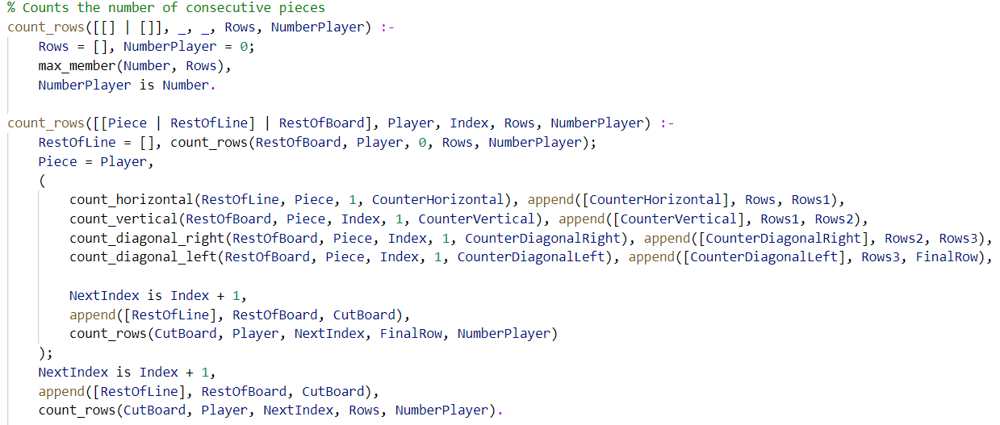 % Counts the number of consecutive pieces
count_rows([[] | []], _, _, Rows, NumberPlayer) :-
    Rows = [], NumberPlayer = 0;
    max_member(Number, Rows),
    NumberPlayer is Number.

count_rows([[Piece | RestOfLine] | RestOfBoard], Player, Index, Rows, NumberPlayer) :-
    RestOfLine = [], count_rows(RestOfBoard, Player, 0, Rows, NumberPlayer);
    Piece = Player,
    (
        count_horizontal(RestOfLine, Piece, 1, CounterHorizontal), append([CounterHorizontal], Rows, Rows1),
        count_vertical(RestOfBoard, Piece, Index, 1, CounterVertical), append([CounterVertical], Rows1, Rows2),
        count_diagonal_right(RestOfBoard, Piece, Index, 1, CounterDiagonalRight), append([CounterDiagonalRight], Rows2, Rows3),
        count_diagonal_left(RestOfBoard, Piece, Index, 1, CounterDiagonalLeft), append([CounterDiagonalLeft], Rows3, FinalRow),

        NextIndex is Index + 1,
        append([RestOfLine], RestOfBoard, CutBoard),
        count_rows(CutBoard, Player, NextIndex, FinalRow, NumberPlayer)
    );
    NextIndex is Index + 1,
    append([RestOfLine], RestOfBoard, CutBoard),
    count_rows(CutBoard, Player, NextIndex, Rows, NumberPlayer).